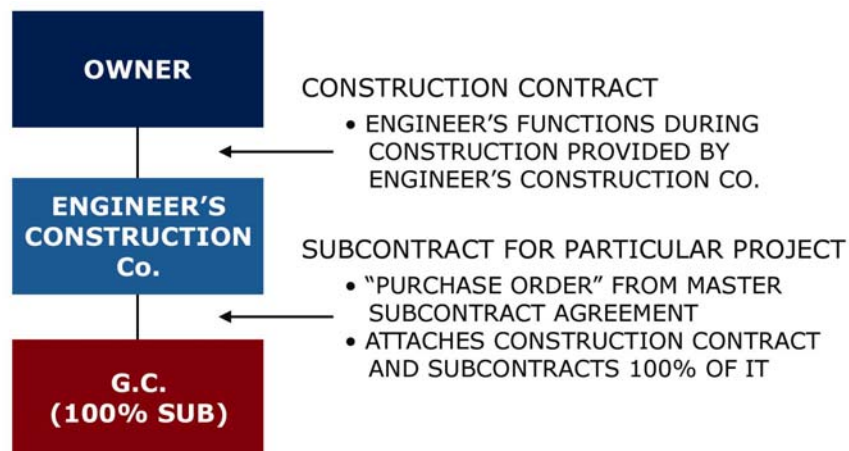 OWNER
CONSTRUCTION CONTRACT
• ENGINEER’S FUNCTIONS DURING
CONSTRUCTION PROVIDED BY
ENGINEER’S CONSTRUCTION CO.
ENGINEER’S
CONSTRUCTION
Co.
SUBCONTRACT FOR PARTICULAR PROJECT
• “PURCHASE ORDER” FROM MASTER
SUBCONTRACT AGREEMENT
• ATTACHES CONSTRUCTION CONTRACT
AND SUBCONTRACTS 100% OF IT
G.C.
(100% SUB)